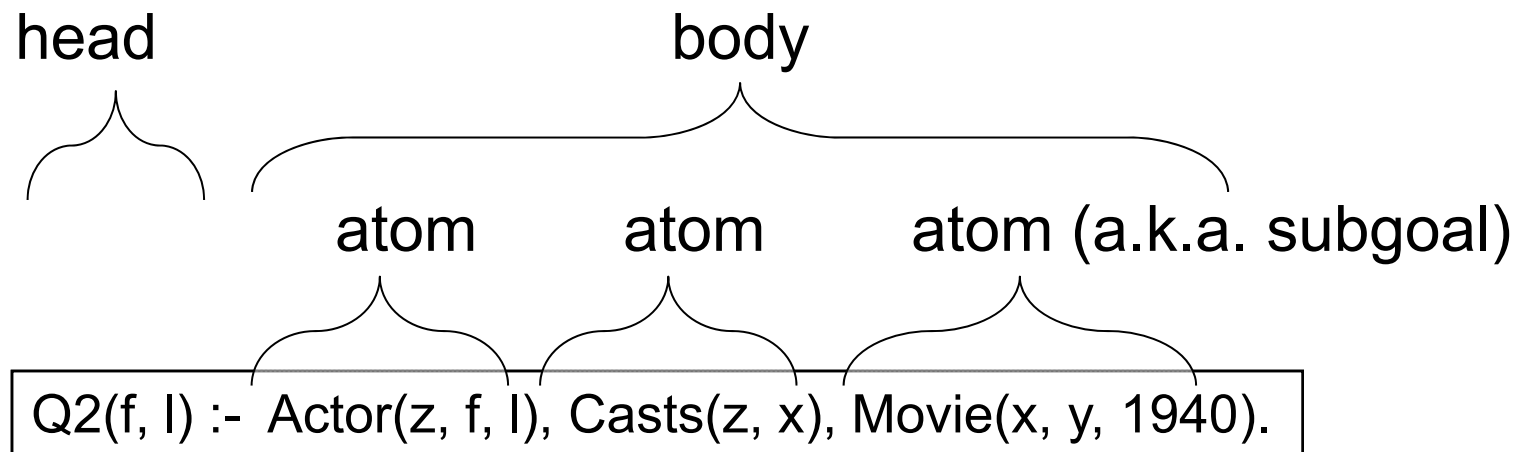 head body
atom atom atom (a.k.a. subgoal)
Q2(f, l) :- Actor(z, f, l), Casts(z, x), Movie(x, y, 1940).